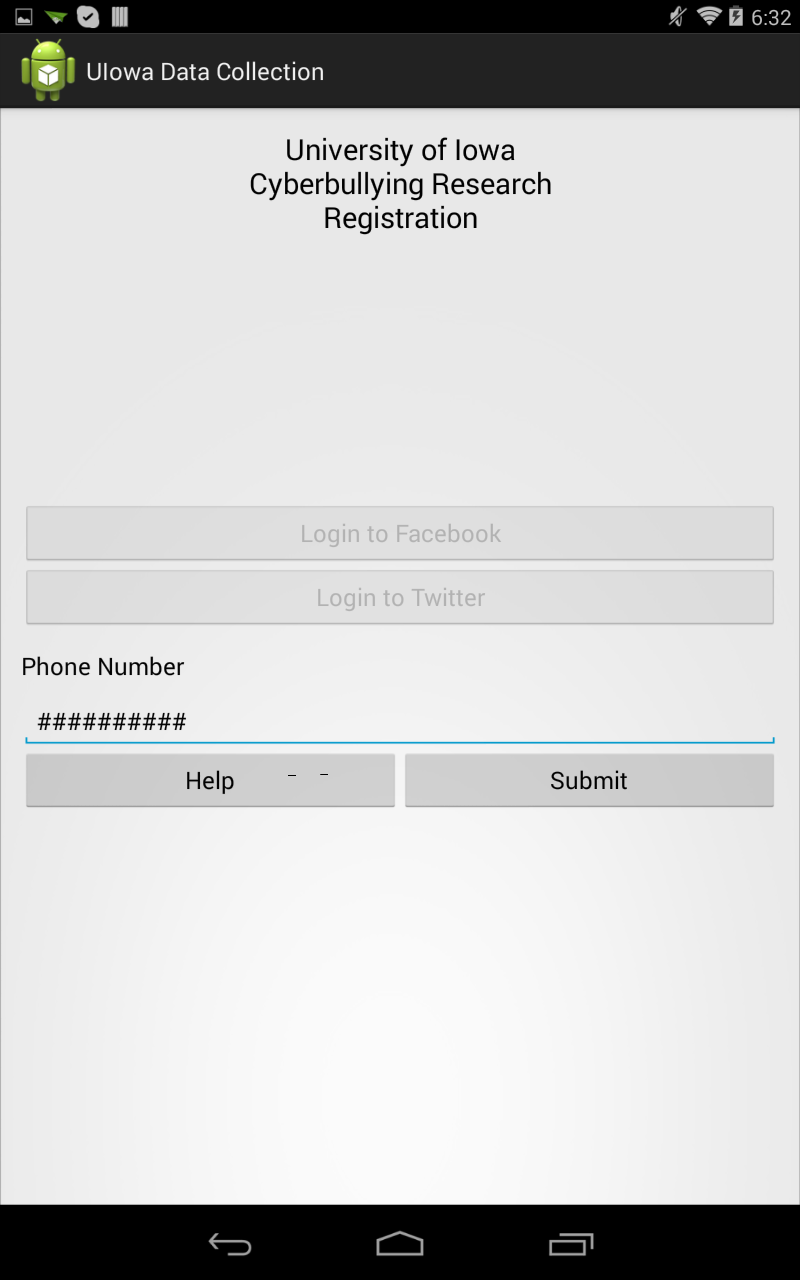 6:32
UIowa Data Collection
University of Iowa
Cyberbullying Research
Registration
Login to Facebook
Login to Twitter
Phone Number
##########
Help
Submit